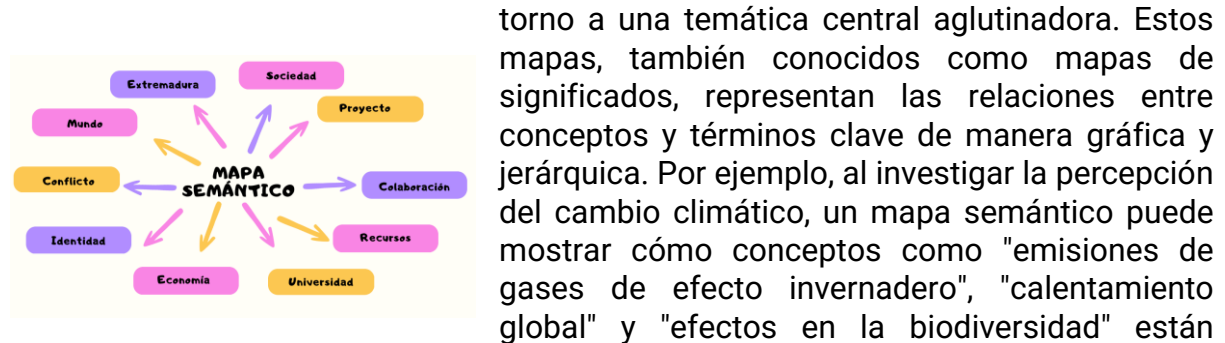 Extremadura
Sociedad
Proyecto
Mundo
Conflicto
MAPA
SEMÁNTICO
Colaboración
Identidad
Recursos
Economía
Universidad
torno a una temática central aglutinadora. Estos
mapas, también conocidos como mapas de
significados, representan las relaciones entre
conceptos y términos clave de manera gráfica y
jerárquica. Por ejemplo, al investigar la percepción
del cambio climático, un mapa semántico puede
mostrar cómo conceptos como "emisiones de
gases de efecto invernadero", "calentamiento
global" y "efectos en la biodiversidad" están